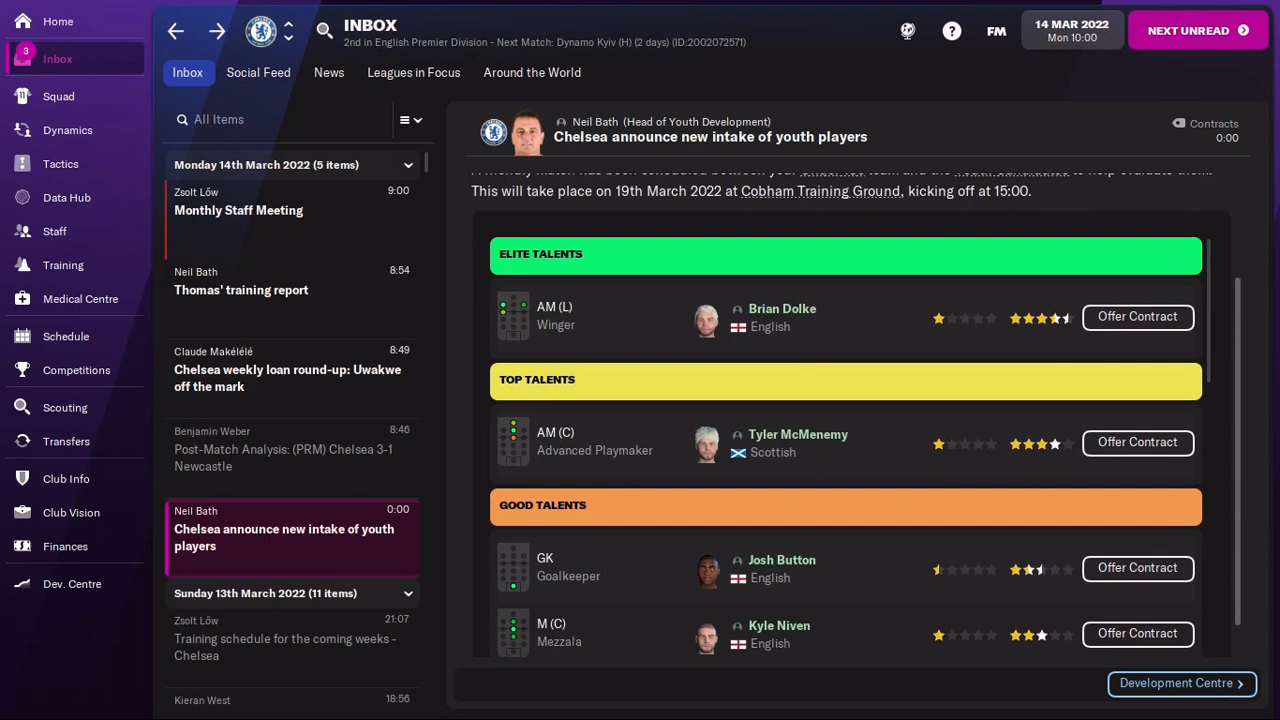 Home
INBOX
2nd in English Premier Division - Next Match: Dynamo Kyiv (H) (2 days) (ID:2002072571)
FM
14 MAR 2022
Mon 10:00
NEXT UNREAD
3
Inbox
Squad
Dynamics
Tactics
Data Hub
Staff
Training
Medical Centre
Schedule
Competitions
Scouting
Transfers
Club Info
Club Vision
Finances
Dev. Centre
Inbox
Social Feed
News
Leagues in Focus
Around the World
All Items
Monday 14th March 2022 (5 items)
Zsolt Lőw
9:00
Monthly Staff Meeting
Neil Bath
8:54
Thomas' training report
Claude Makélélé
8:49
Chelsea weekly loan round-up: Uwakwe
off the mark
Benjamin Weber
8:46
Post-Match Analysis: (PRM) Chelsea 3-1
Newcastle
Neil Bath
0:00
Chelsea announce new intake of youth
players
Sunday 13th March 2022 (11 items)
Zsolt Lőw
21:07
Training schedule for the coming weeks -
Chelsea
Kieran West
18:56
Neil Bath (Head of Youth Development)
Chelsea announce new intake of youth players
Contracts
0:00
This will take place on 19th March 2022 at Cobham Training Ground, kicking off at 15:00.
ELITE TALENTS
AM (L)
Winger
Brian Dolke
English
Offer Contract
TOP TALENTS
AM (C)
Advanced Playmaker
Tyler McMenemy
Scottish
Offer Contract
GOOD TALENTS
GK
Goalkeeper
Josh Button
English
Offer Contract
M (C)
Mezzala
Kyle Niven
English
Offer Contract
Development Centre